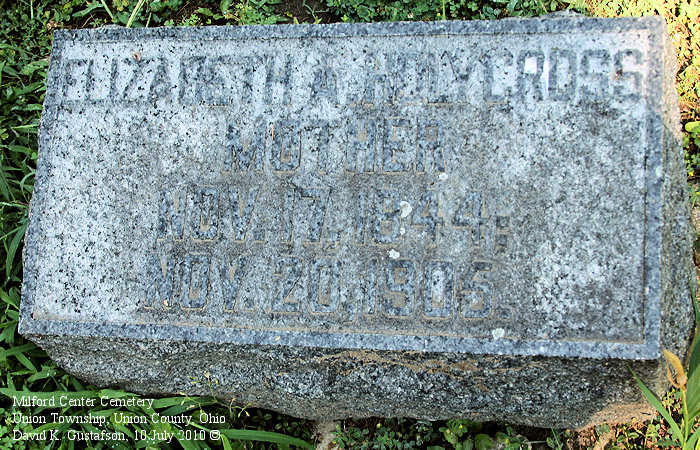 ELIZABETH A. HOLYCROSS
MOTHER
NOV. 17, 1844.
NOV. 20, 1905.
Milford Center Cemetery
Union Township, Union County, Ohio
David K. Gustafson, 10 July 2010 ©